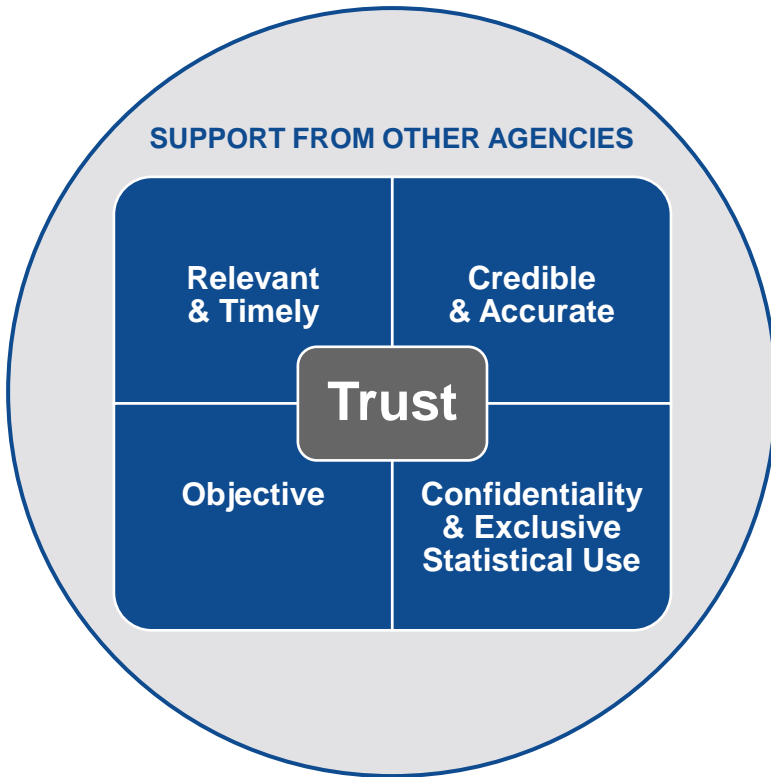 SUPPORT FROM OTHER AGENCIES
Relevant
& Timely
Credible
& Accurate
Trust
Objective
Confidentiality
& Exclusive
Statistical Use